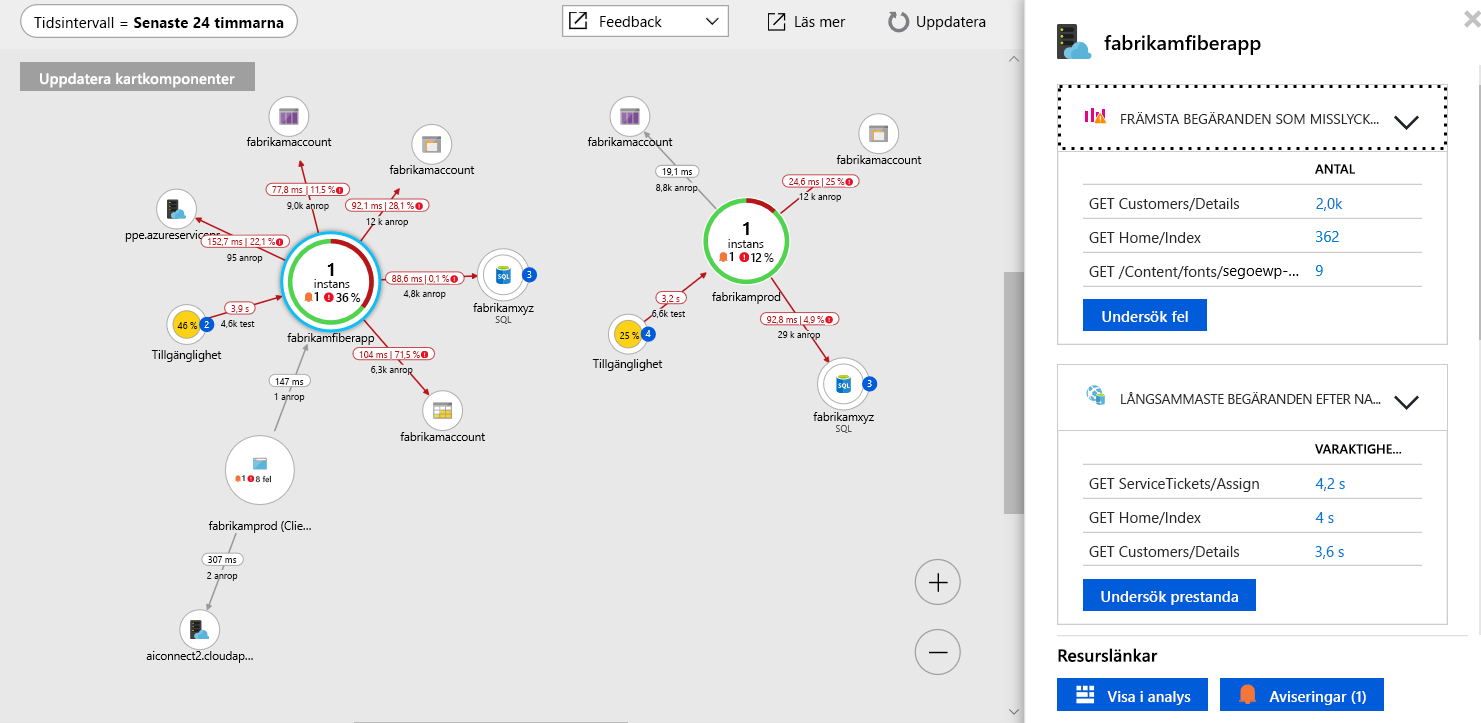 Tidsintervall = Senaste 24 timmarna
Feedback
Läs mer
Uppdatera
Uppdatera kartkomponenter
fabrikamaccount
fabrikamaccount
77,8 ms | 11,5 %
9,0k anrop
92,1 ms | 28,1 %
12 k anrop
ppe.azureservicepr
152,7 ms | 22,1 %
95 anrop
1
instans
1 36 %
88,6 ms | 0,1 %
4,8k anrop
SQL
3
fabrikamxyz
SQL
3,9 s
4,6k test
46 % 2
Tillgänglighet
fabrikamfiberapp
104 ms | 71,5 %
6,3k anrop
fabrikamaccount
147 ms
1 anrop
1 8 fel
fabrikamprod (Clie...
307 ms
2 anrop
aiconnect2.cloudap...
fabrikamaccount
fabrikamaccount
19,1 ms
8,8k anrop
24,6 ms | 25 %
12 k anrop
1
instans
1 12 %
fabrikamprod
3,2 s
6,6k test
25 % 4
Tillgänglighet
92,8 ms | 4,9 %
29 k anrop
SQL
3
fabrikamxyz
SQL
fabrikamfiberapp
FRÄMSTA BEGÄRANDEN SOM MISSLYCK...
ANTAL
GET Customers/Details 2,0k
GET Home/Index 362
GET /Content/fonts/segoewp-... 9
Undersök fel
LÅNGSAMMASTE BEGÄRANDEN EFTER NA...
VARAKTIGHE...
GET ServiceTickets/Assign 4,2 s
GET Home/Index 4 s
GET Customers/Details 3,6 s
Undersök prestanda
Resurslänkar
Visa i analys
Aviseringar (1)